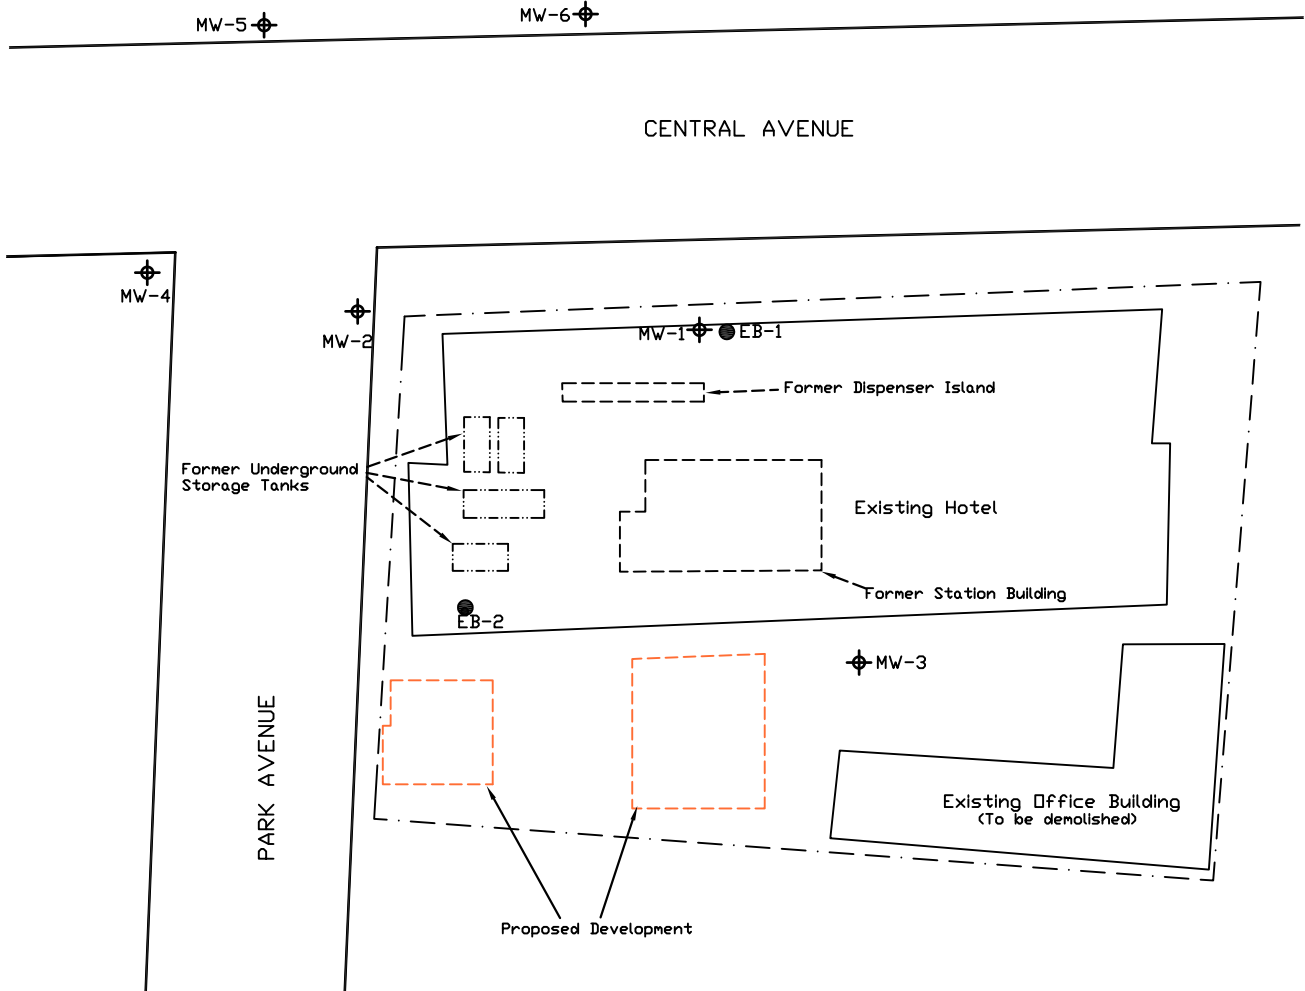 MW-5
MW-6
CENTRAL AVENUE
MW-4
MW-2
MW-1
EB-1
Former Dispenser Island
Former Underground
Storage Tanks
Existing Hotel
Former Station Building
EB-2
MW-3
PARK AVENUE
Existing Office Building
(To be demolished)
Proposed Development